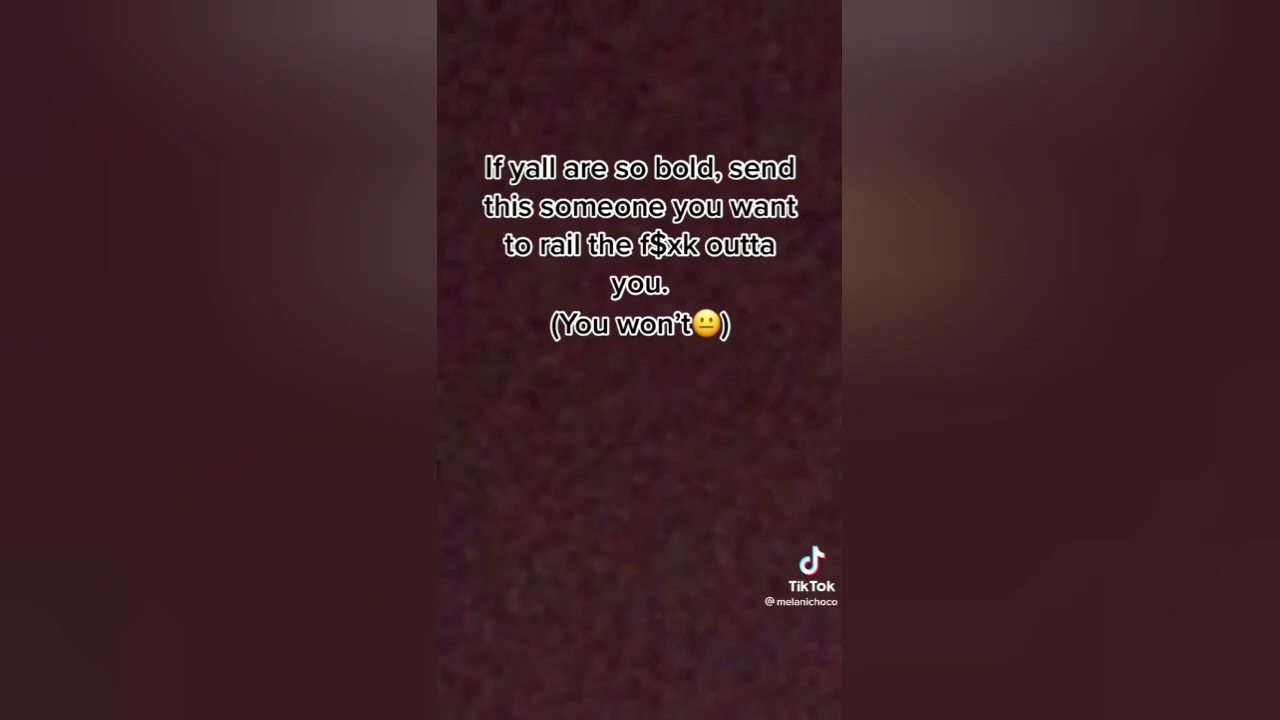 If yall are so bold, send
this someone you want
to rail the f$xk outta
you.
(You won't😐)
TikTok
@melanichoco